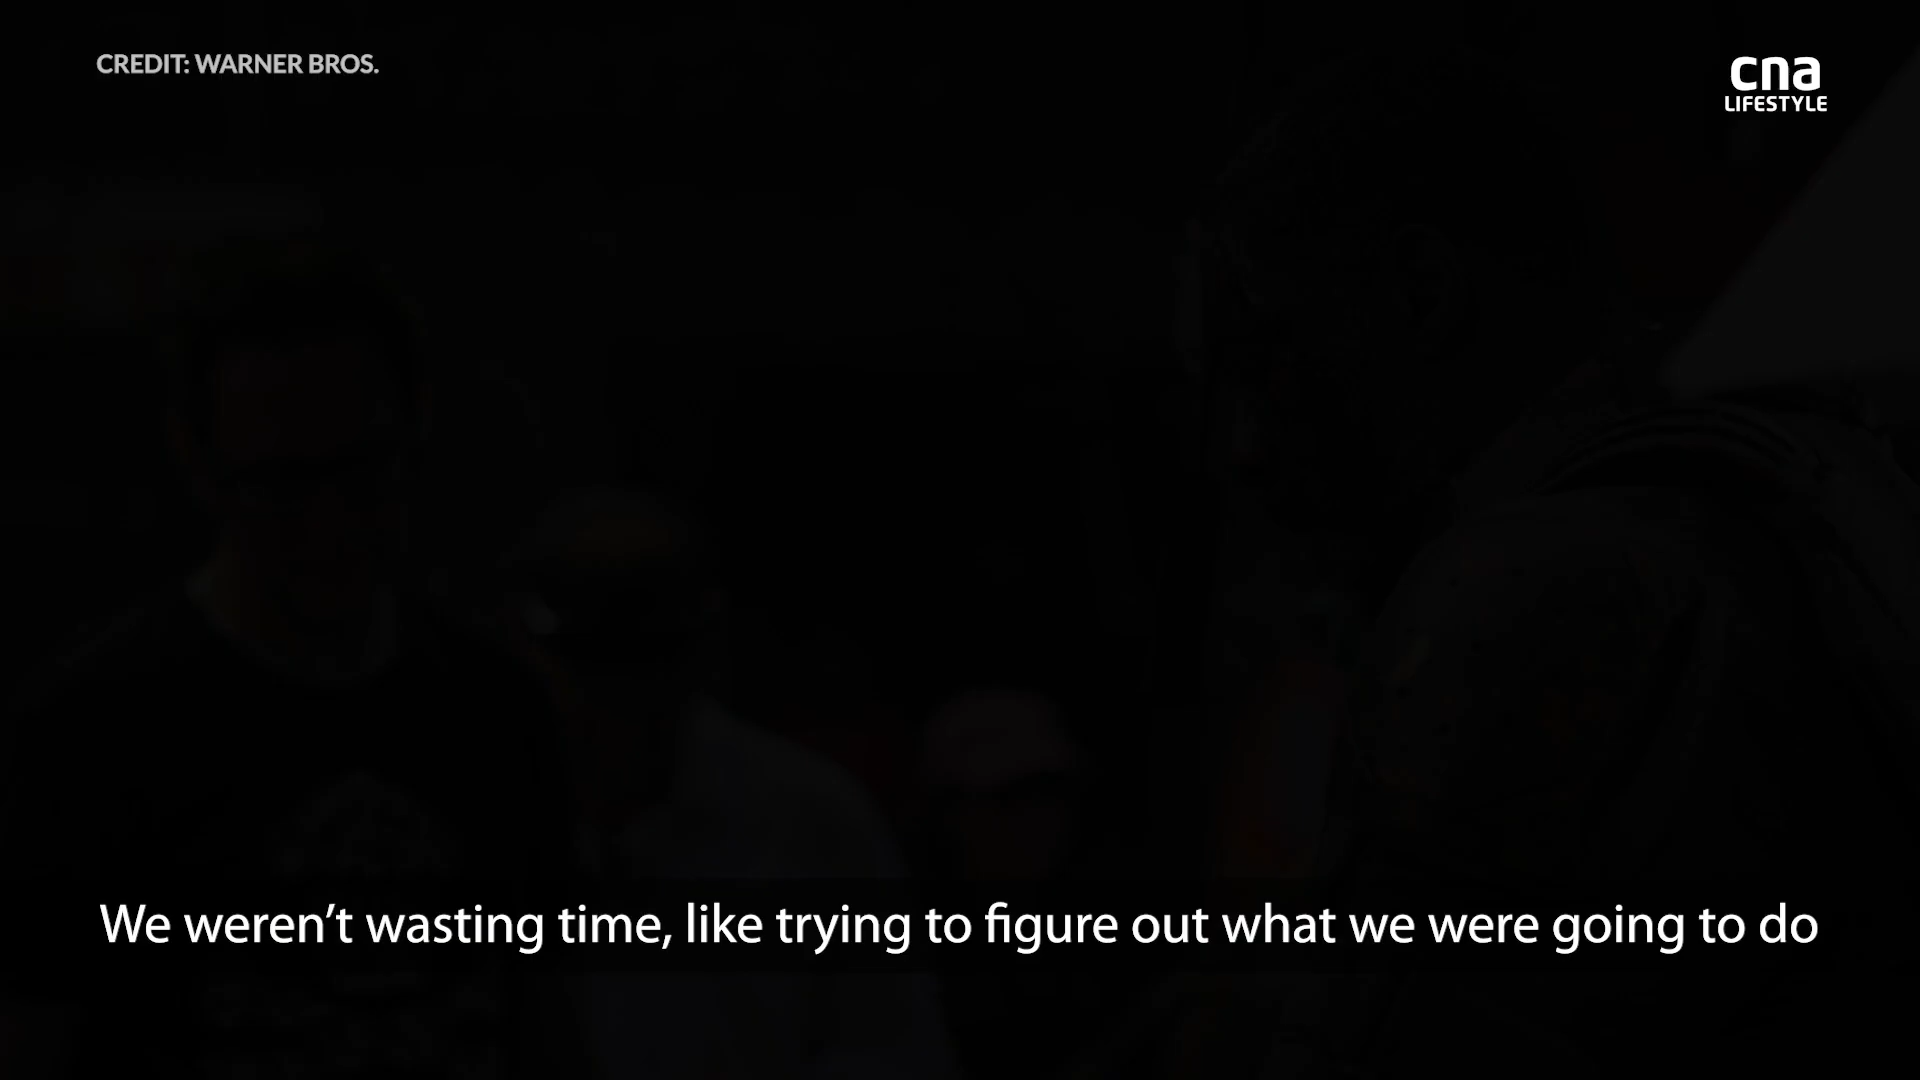 CREDIT: WARNER BROS.
cna
LIFESTYLE
We weren’t wasting time, like trying to figure out what we were going to do